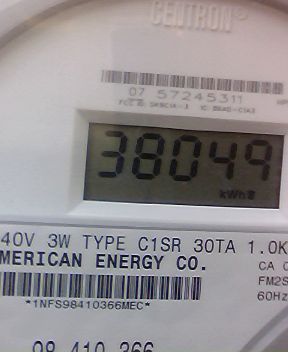 CENTRON®
07 57245311
38049
kWh
40V 3W TYPE C1SR 30TA 1.0K
MERICAN ENERGY CO.
CA
*1NFS98410366MEC*
FM2S
60Hz
98 410 366